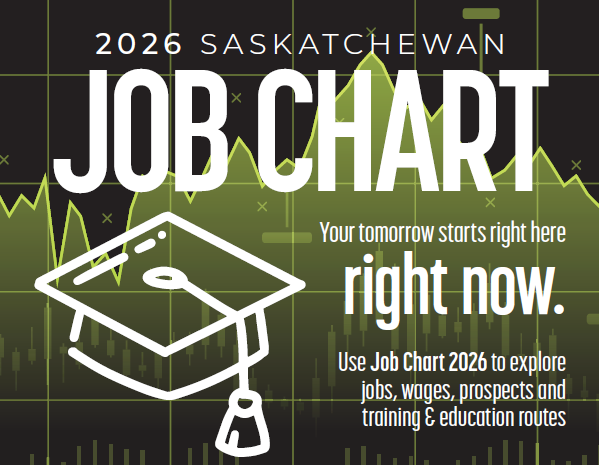 2026 SASKATCHEWAN
JOB CHART
Your tomorrow starts right here
right now.
Use Job Chart 2026 to explore
jobs, wages, prospects and
training & education routes